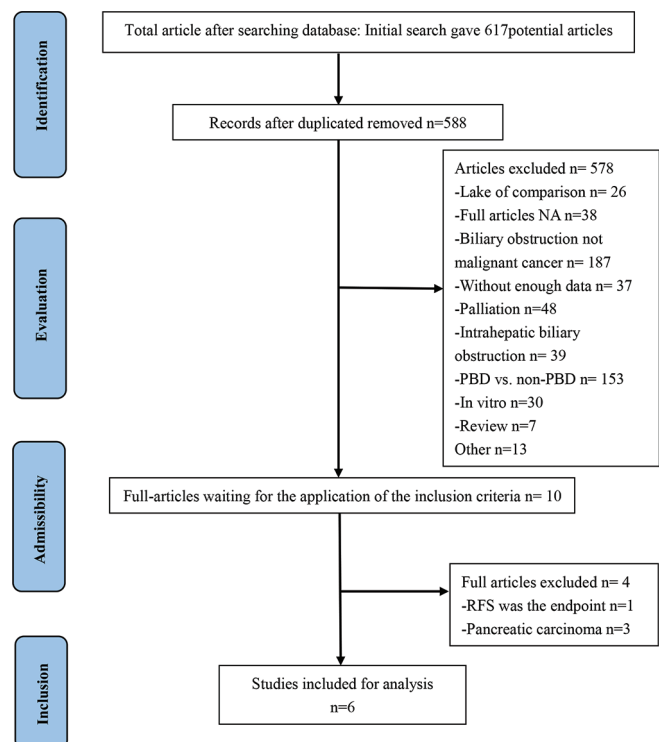 Identification
Total article after searching database: Initial search gave 617potential articles
Records after duplicated removed n=588
Evaluation
Articles excluded n= 578
-Lake of comparison n= 26
-Full articles NA n=38
-Biliary obstruction not
malignant cancer n= 187
-Without enough data n= 37
-Palliation n=48
-Intrahepatic biliary
obstruction n= 39
-PBD vs. non-PBD n= 153
-In vitro n=30
-Review n=7
Other n=13
Admissibility
Full-articles waiting for the application of the inclusion criteria n= 10
Full articles excluded n= 4
-RFS was the endpoint n=1
-Pancreatic carcinoma n=3
Inclusion
Studies included for analysis
n=6